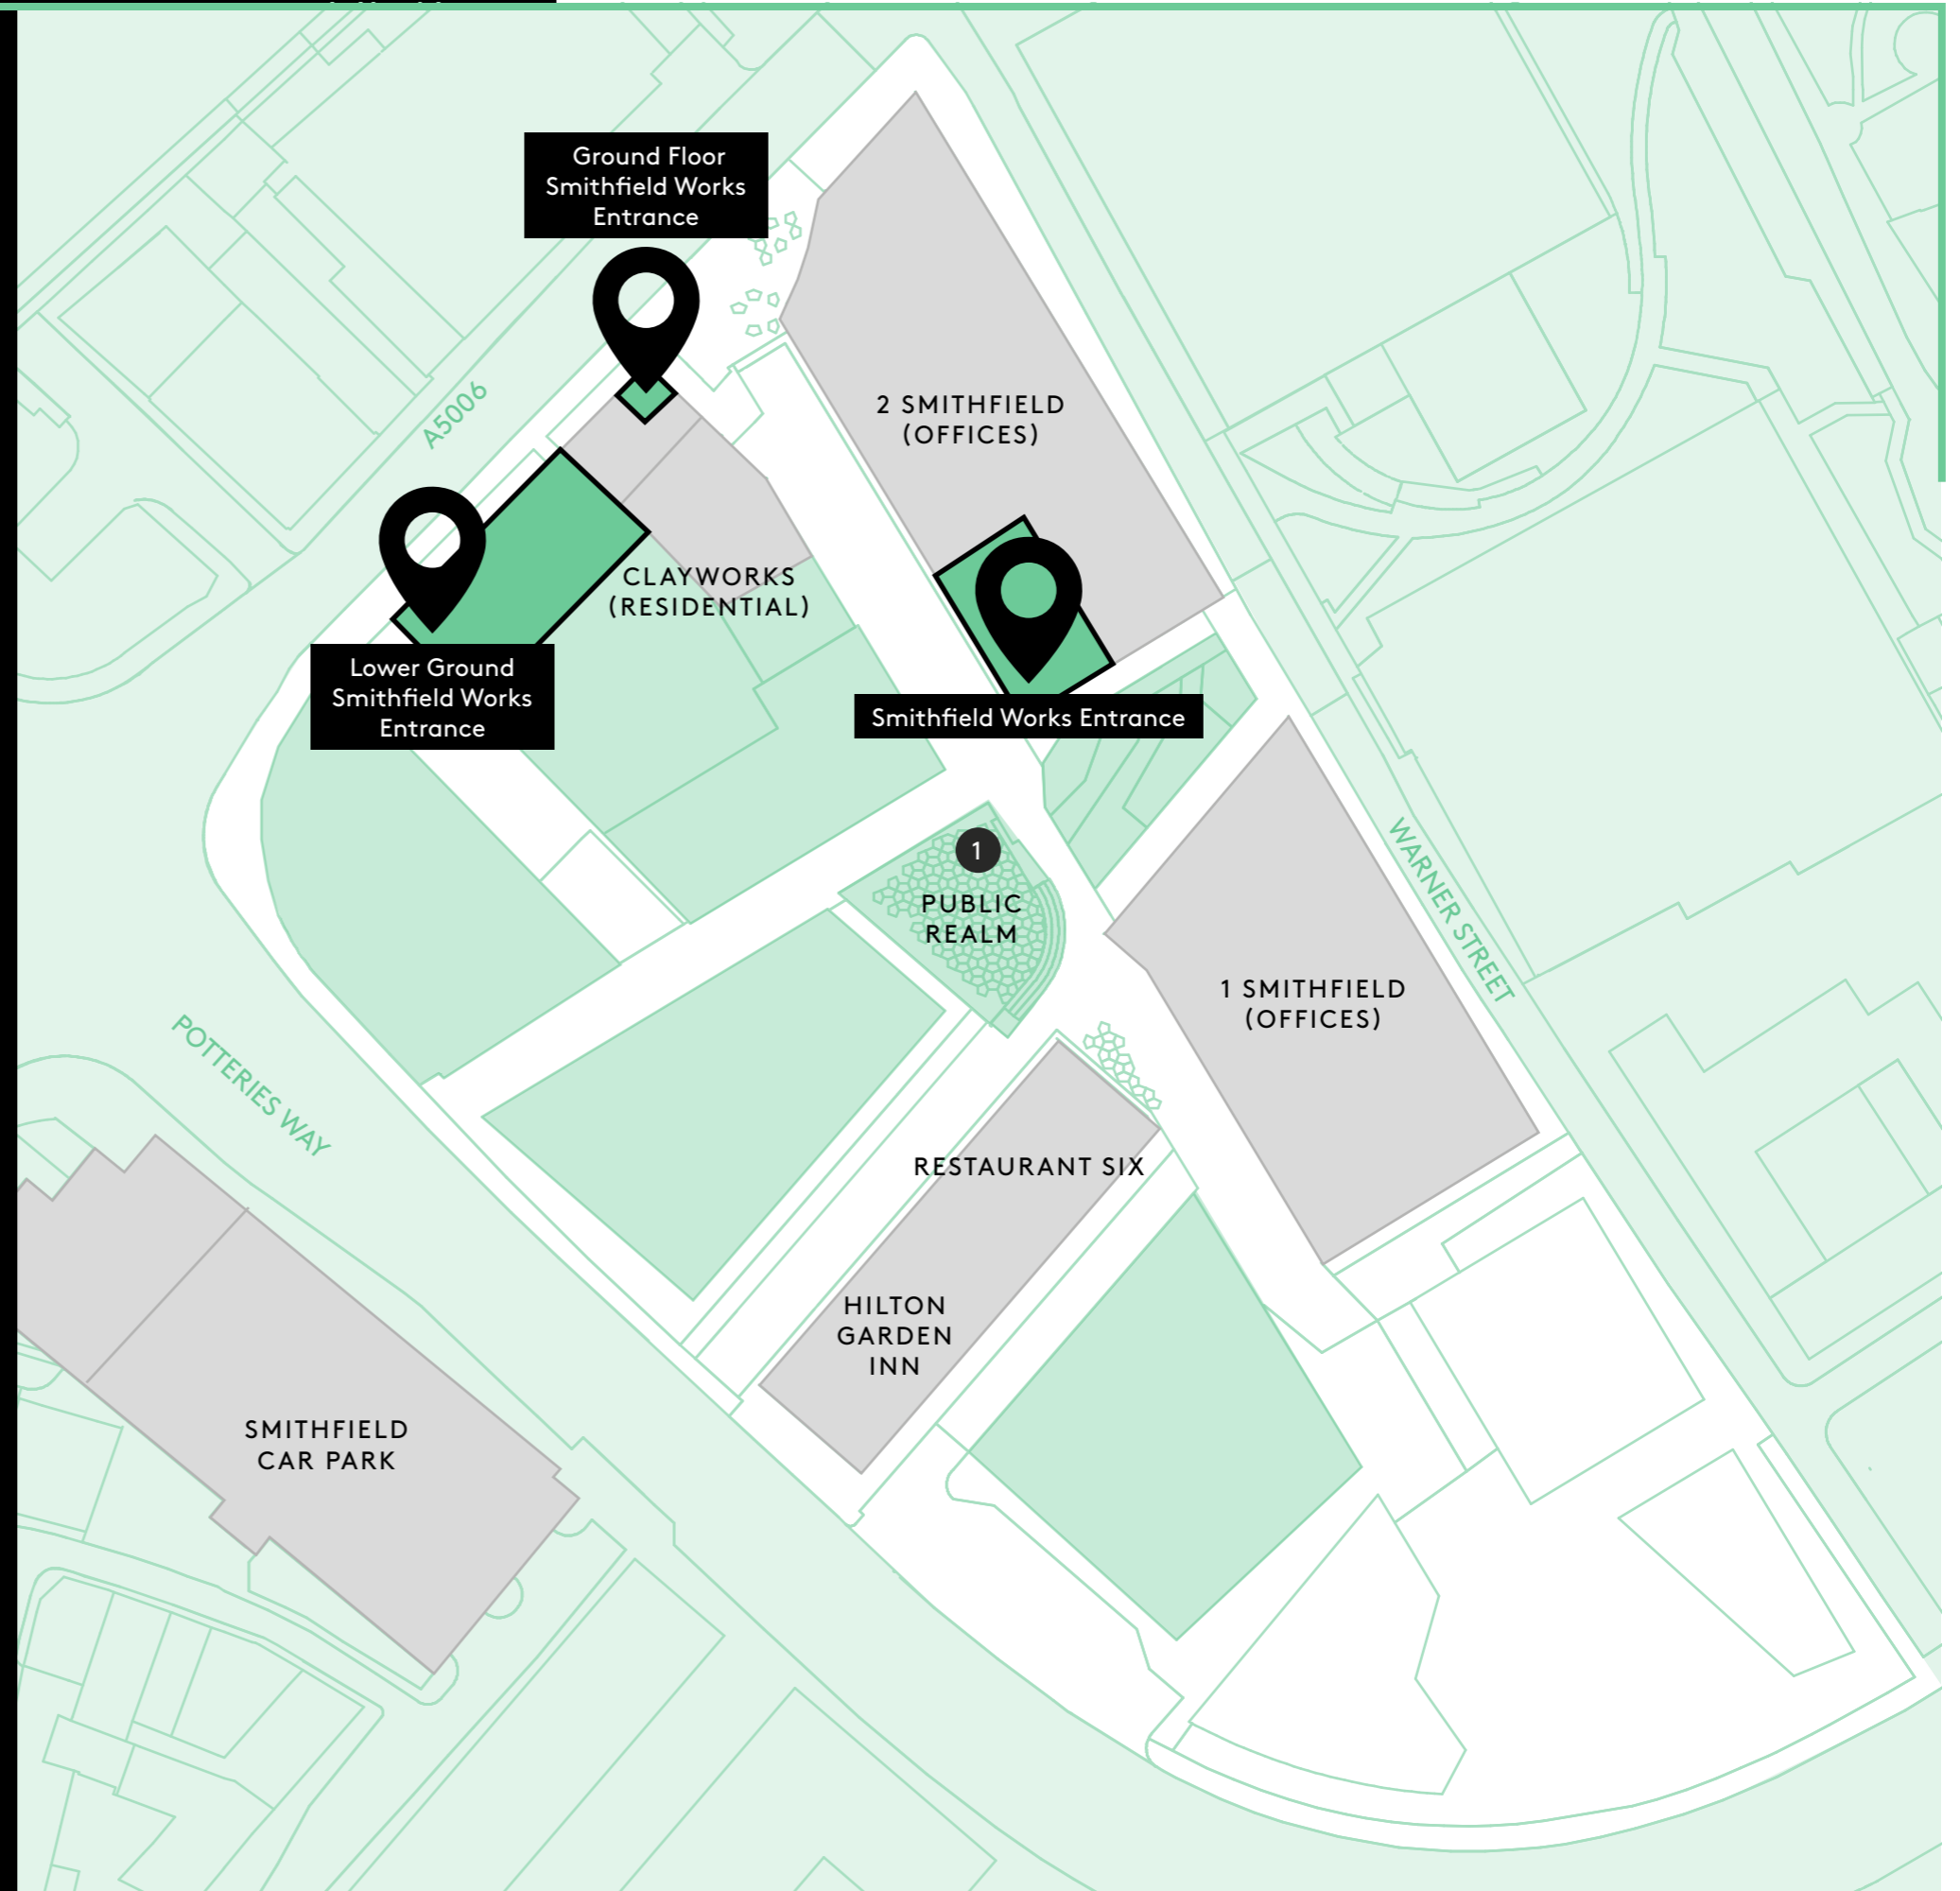 Ground Floor
Smithfield Works
Entrance
A5006
2 SMITHFIELD
(OFFICES)
CLAYWORKS
(RESIDENTIAL)
Lower Ground
Smithfield Works
Entrance
Smithfield Works Entrance
1
PUBLIC
REALM
WARNER STREET
1 SMITHFIELD
(OFFICES)
POTTERIES WAY
RESTAURANT SIX
HILTON
GARDEN
INN
SMITHFIELD
CAR PARK